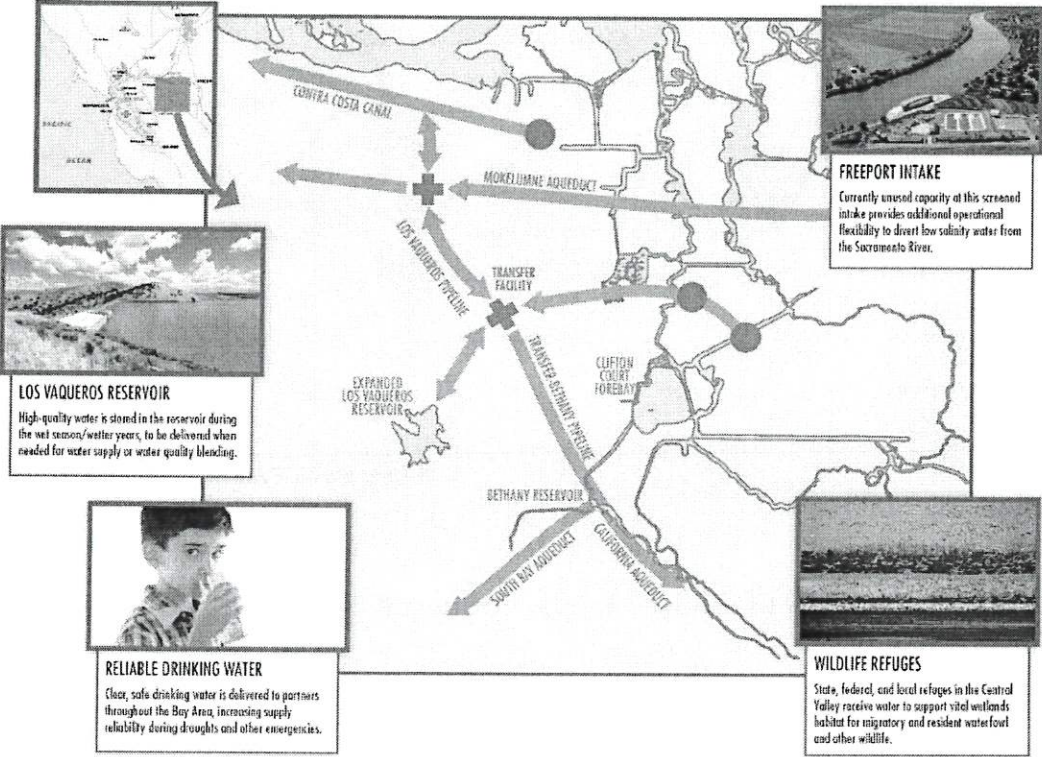 PACIFIC
OCEAN
CONTRA COSTA CANAL
MOKELUMNE AQUEDUCT
LOS VAQUEROS PIPELINE
TRANSFER
FACILITY
TRANSFER-BETHANY PIPELINE
CLIFTON
COURT
FOREBAY
EXPANDED
LOS VAQUEROS
RESERVOIR
BETHANY RESERVOIR
SOUTH BAY AQUEDUCT
CALIFORNIA AQUEDUCT
FREEPORT INTAKE
Currently unused capacity at this screened
intake provides additional operational
flexibility to divert low salinity water from
the Sacramento River.
LOS VAQUEROS RESERVOIR
High-quality water is stored in the reservoir during
the wet season/wetter years, to be delivered when
needed for water supply or water quality blending.
RELIABLE DRINKING WATER
Clear, safe drinking water is delivered to partners
throughout the Bay Area, increasing supply
reliability during droughts and other emergencies.
WILDLIFE REFUGES
State, federal, and local refuges in the Central
Valley receive water to support vital wetlands
habitat for migratory and resident waterfowl
and other wildlife.